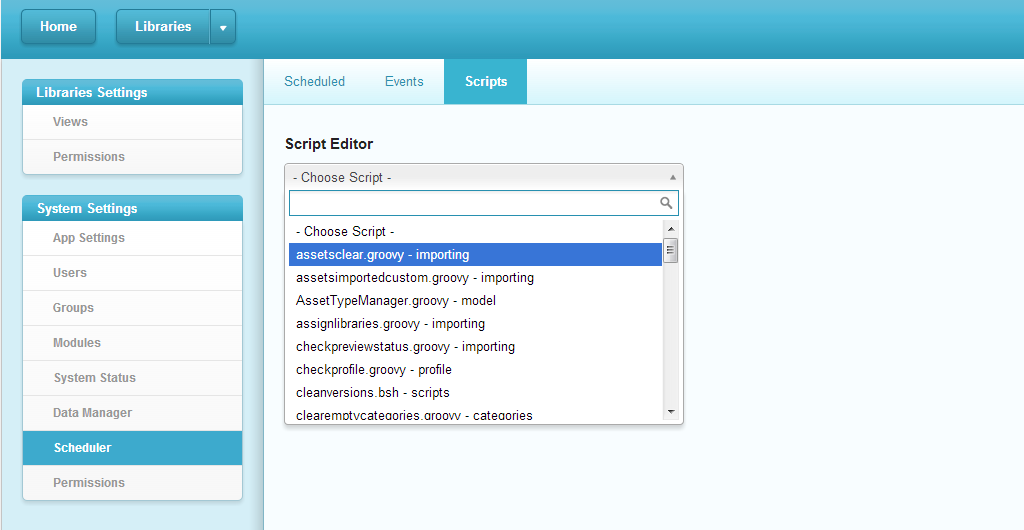 Home
Libraries
Libraries Settings
Views
Permissions
System Settings
App Settings
Users
Groups
Modules
System Status
Data Manager
Scheduler
Permissions
Scheduled
Events
Scripts
Script Editor
- Choose Script -
- Choose Script -
assetsclear.groovy - importing
assetsimportedcustom.groovy - importing
AssetTypeManager.groovy - model
assignlibraries.groovy - importing
checkpreviewstatus.groovy - importing
checkprofile.groovy - profile
cleanversions.bsh - scripts
clearemptycategories.groovy - categories